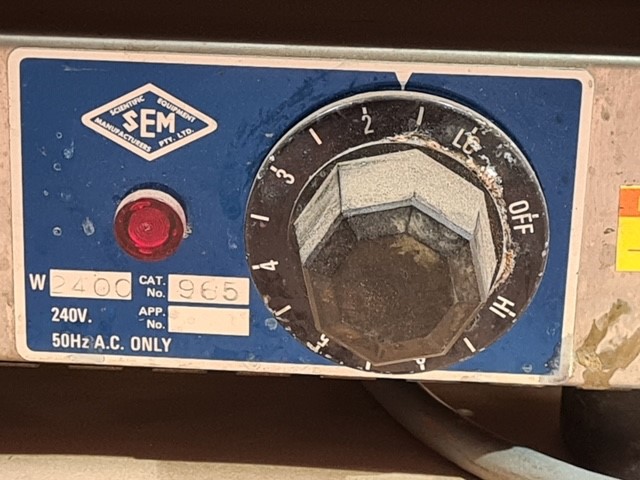 SCIENTIFIC EQUIPMENT
SEM
MANUFACTURERS PTY. LTD.
W 2400 CAT. No. 965
240V. APP. No.
50Hz A.C. ONLY
OFF
LO
2
3
4
HI